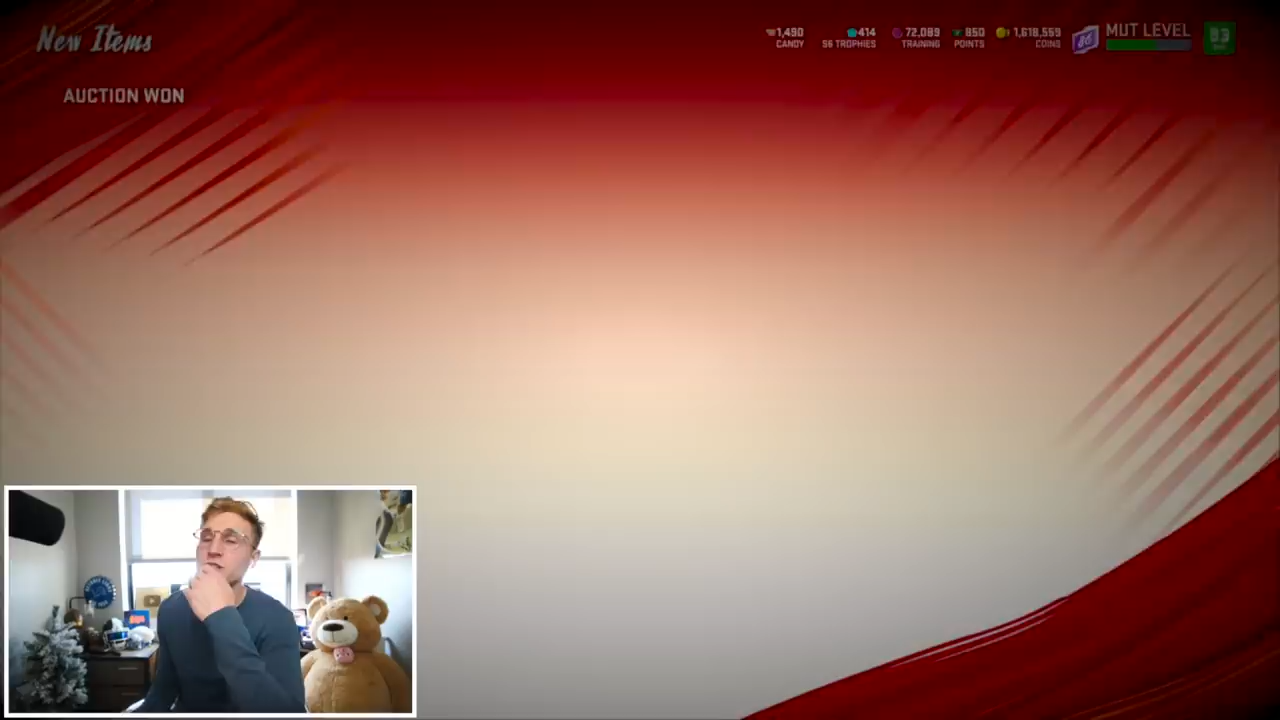 New Items
1,490
CANDY
414
S6 TROPHIES
72,089
TRAINING
850
POINTS
1,618,559
COINS
MUT LEVEL
AUCTION WON